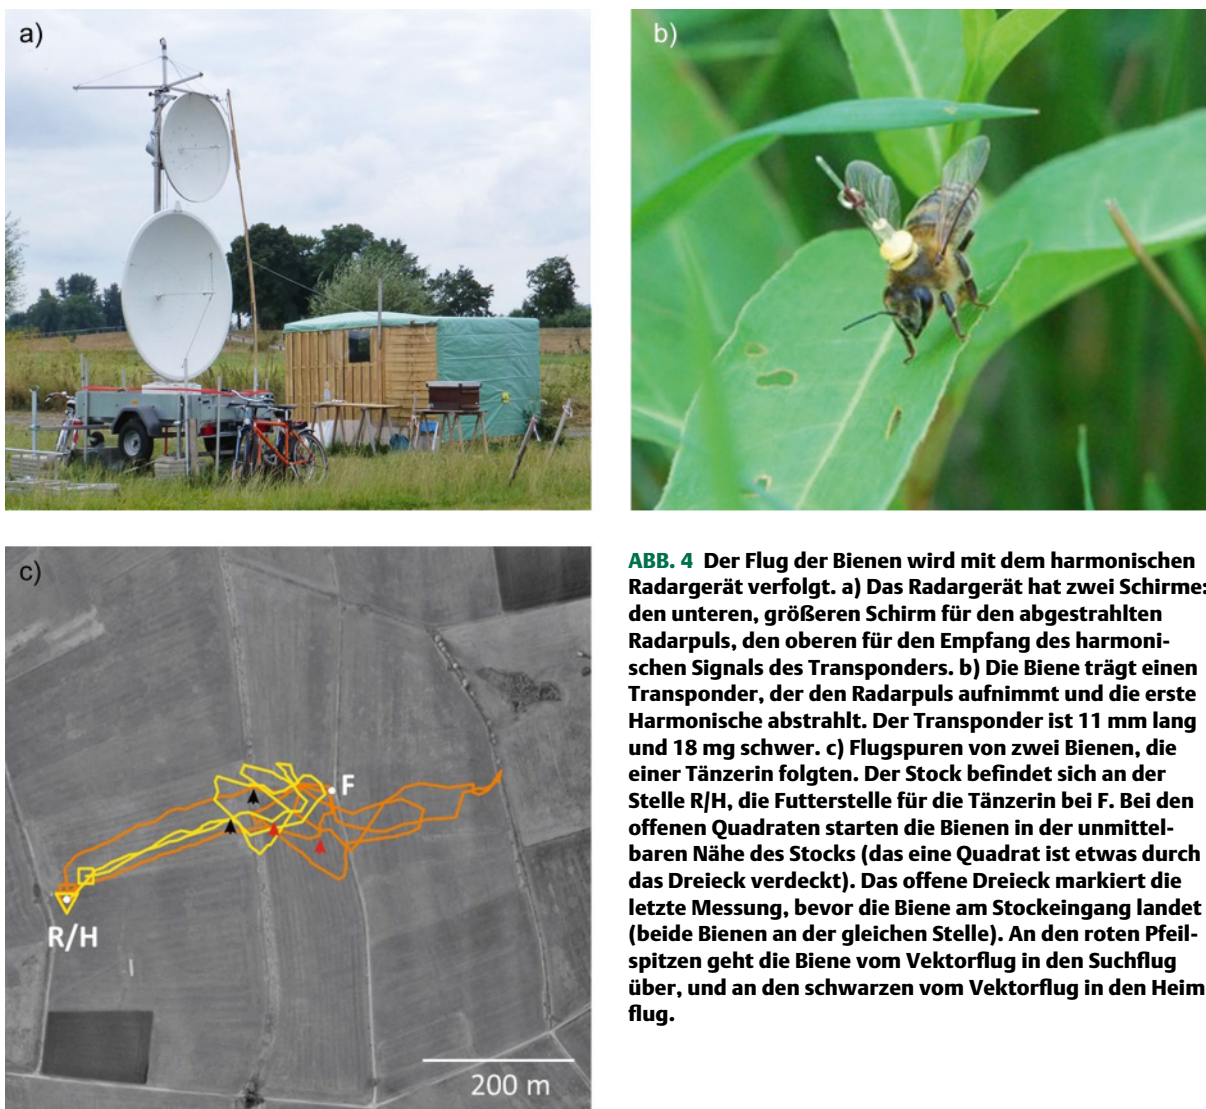 a)
b)
c)
F
R/H
200 m
ABB. 4 Der Flug der Bienen wird mit dem harmonischen
Radargerät verfolgt. a) Das Radargerät hat zwei Schirme:
den unteren, größeren Schirm für den abgestrahlten
Radarpuls, den oberen für den Empfang des harmoni-
schen Signals des Transponders. b) Die Biene trägt einen
Transponder, der den Radarpuls aufnimmt und die erste
Harmonische abstrahlt. Der Transponder ist 11 mm lang
und 18 mg schwer. c) Flugspuren von zwei Bienen, die
einer Tänzerin folgten. Der Stock befindet sich an der
Stelle R/H, die Futterstelle für die Tänzerin bei F. Bei den
offenen Quadraten starten die Bienen in der unmittel-
baren Nähe des Stocks (das eine Quadrat ist etwas durch
das Dreieck verdeckt). Das offene Dreieck markiert die
letzte Messung, bevor die Biene am Stockeingang landet
(beide Bienen an der gleichen Stelle). An den roten Pfeil-
spitzen geht die Biene vom Vektorflug in den Suchflug
über, und an den schwarzen vom Vektorflug in den Heim
flug.